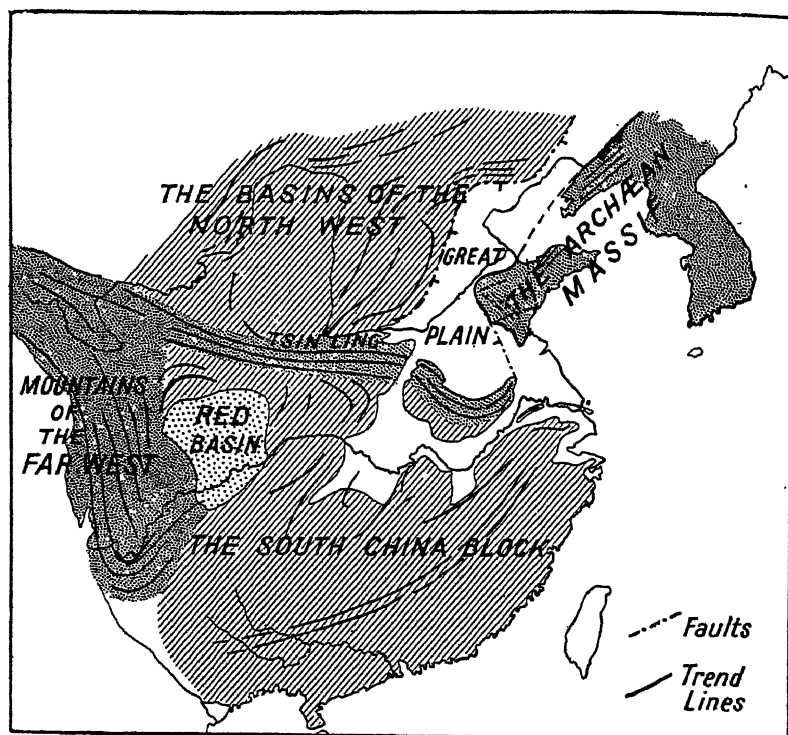 THE BASINS OF THE
NORTH WEST
THE ARCHÆAN
MASSIF
GREAT
PLAIN
TSIN LING
MOUNTAINS
OF
THE
FAR WEST
RED
BASIN
THE SOUTH CHINA BLOCK
Faults
Trend
Lines